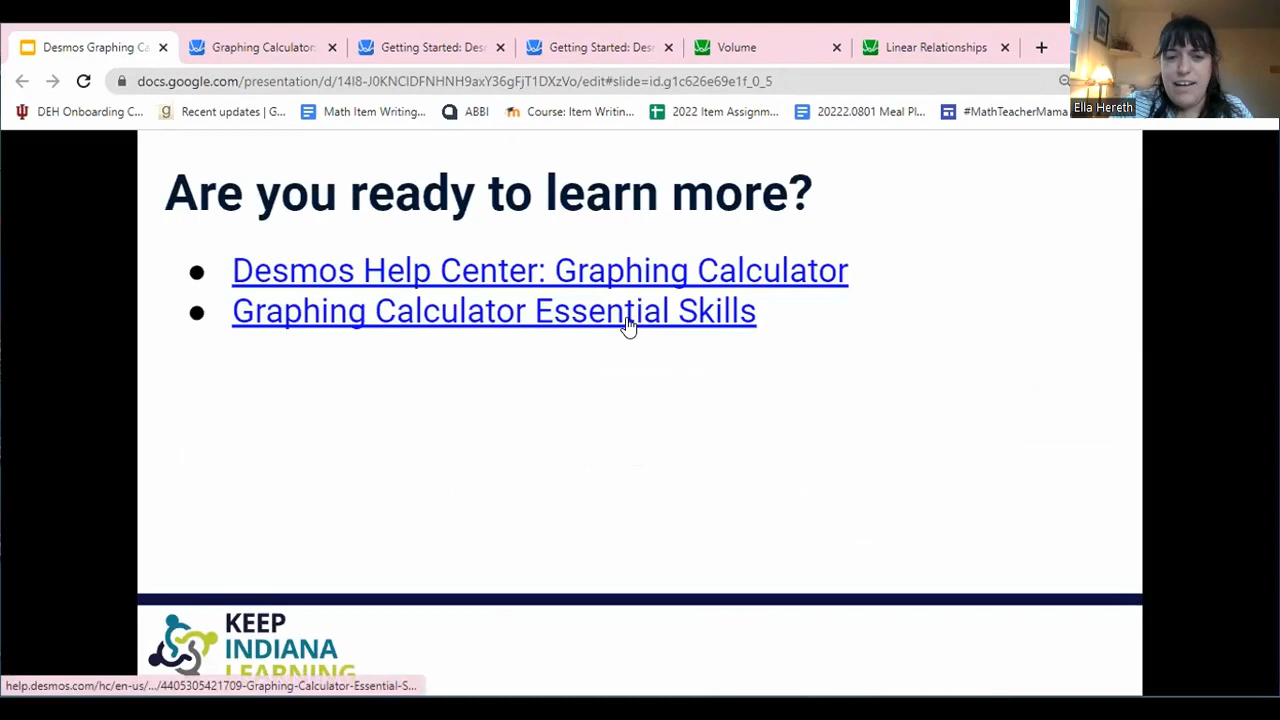 Desmos Graphing Ca
Graphing Calculator:
Getting Started: Desr
Getting Started: Desr
Volume
Linear Relationships
docs.google.com/presentation/d/14I8-J0KNCIDFNHNH9axY36gFjT1DXzVo/edit#slide=id.g1c626e69e1f_0_5
DEH Onboarding C...
Recent updates | G...
Math Item Writing...
ABBI
Course: Item Writin...
2022 Item Assignm...
20222.0801 Meal Pl...
#MathTeacherMama
Ella Hereth
Are you ready to learn more?
● Desmos Help Center: Graphing Calculator
● Graphing Calculator Essential Skills
KEEP
INDIANA
LEARNING
help.desmos.com/hc/en-us/.../4405305421709-Graphing-Calculator-Essential-S...